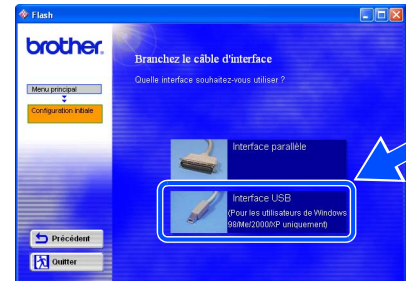 Flash
brother.
Branchez le câble d'interface
Quelle interface souhaitez-vous utiliser ?
Menu principal
Configuration initiale
Interface parallèle
Interface USB
(Pour les utilisateurs de Windows
98/Me/2000/XP uniquement)
Précédent
Quitter